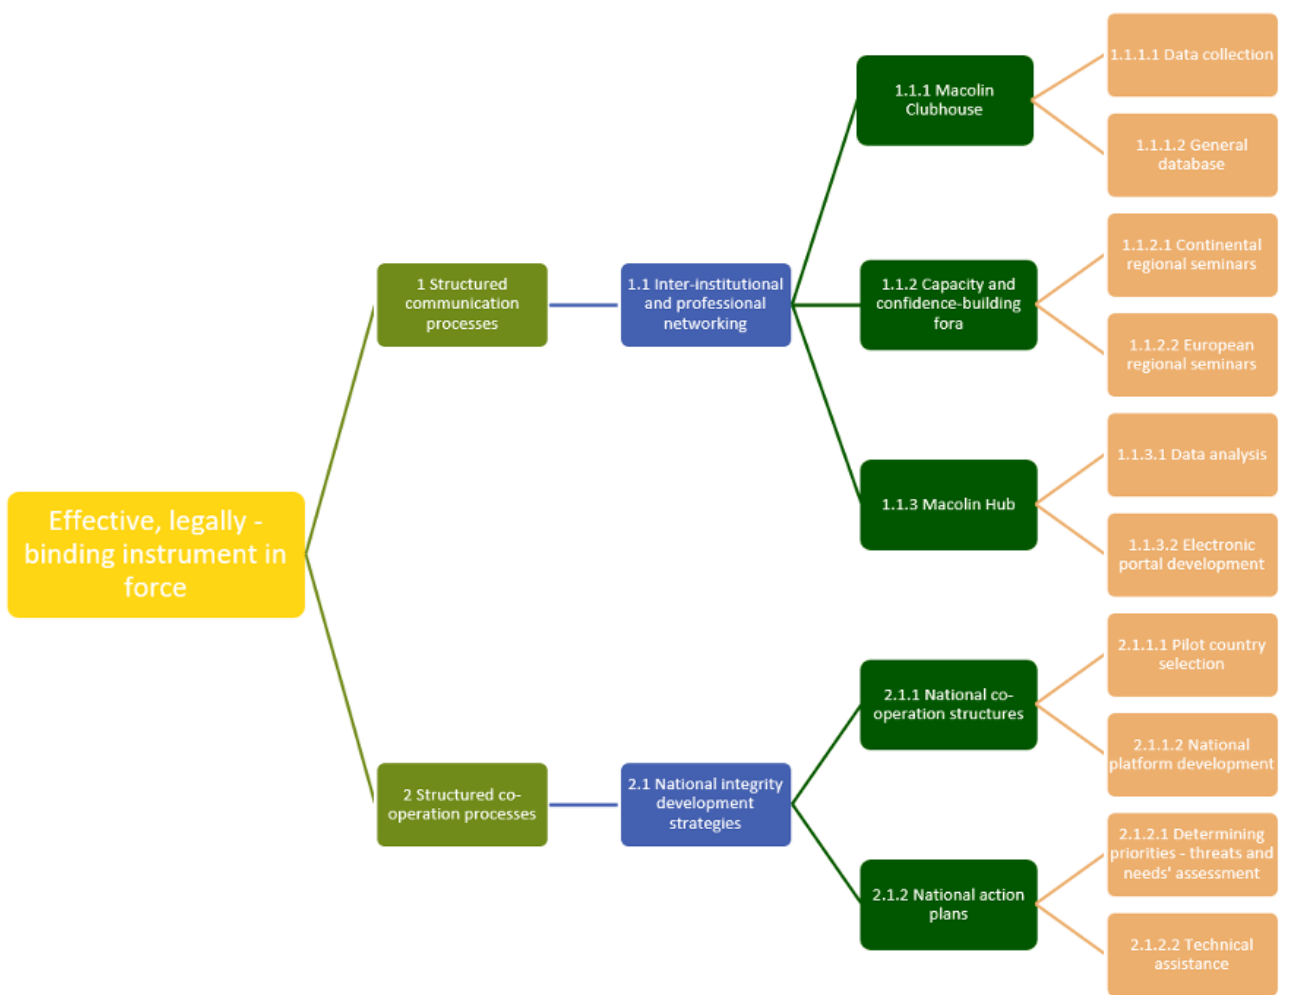 Effective, legally -
binding instrument in
force
1 Structured
communication
processes
2 Structured co-
operation processes
1.1 Inter-institutional
and professional
networking
2.1 National integrity
development
strategies
1.1.1 Macolin
Clubhouse
1.1.2 Capacity and
confidence-building
fora
1.1.3 Macolin Hub
2.1.1 National co-
operation structures
2.1.2 National action
plans
1.1.1.1 Data collection
1.1.1.2 General
database
1.1.2.1 Continental
regional seminars
1.1.2.2 European
regional seminars
1.1.3.1 Data analysis
1.1.3.2 Electronic
portal development
2.1.1.1 Pilot country
selection
2.1.1.2 National
platform development
2.1.2.1 Determining
priorities - threats and
needs' assessment
2.1.2.2 Technical
assistance